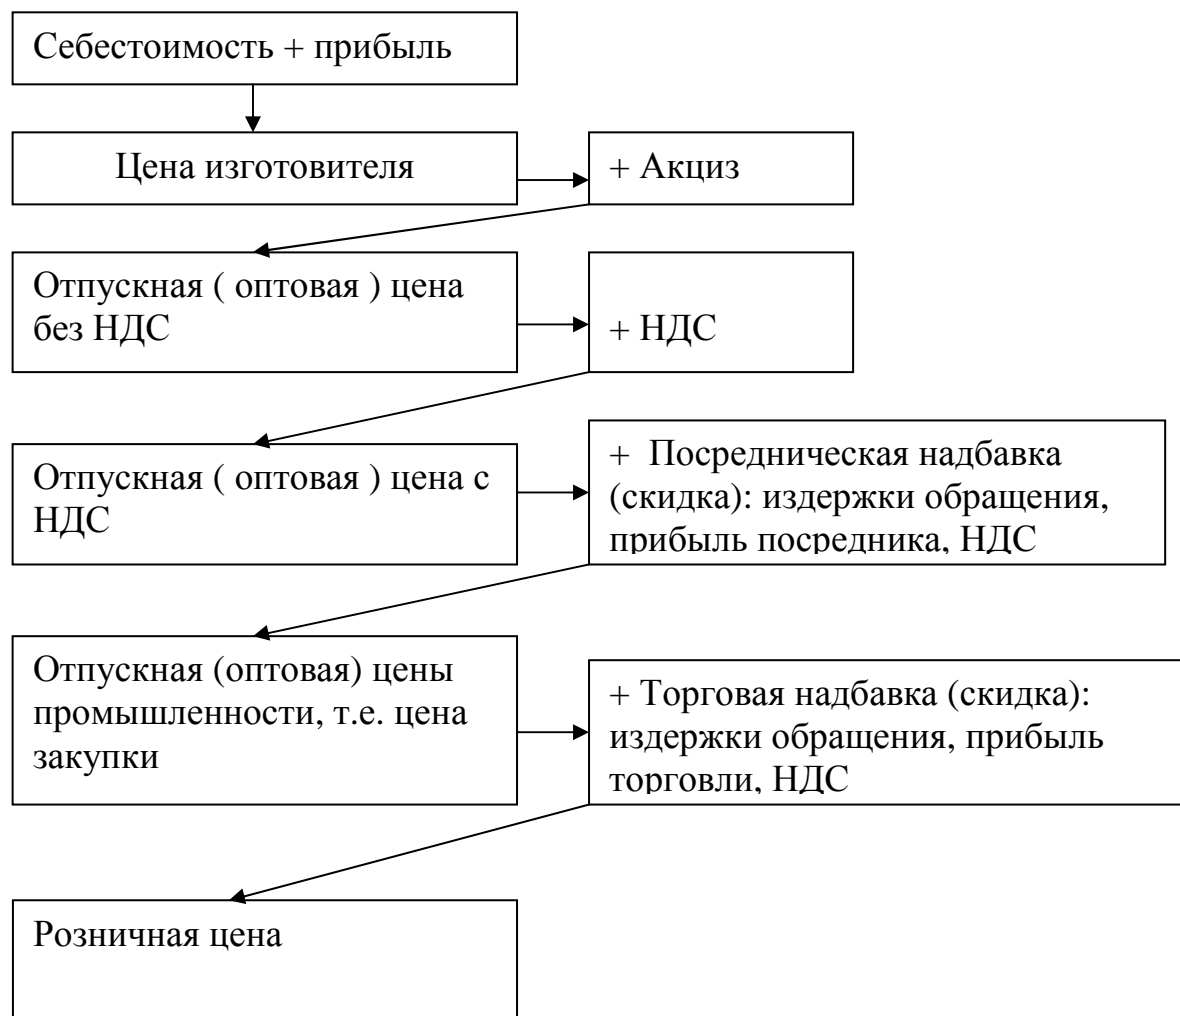 Себестоимость + прибыль
Цена изготовителя
+ Акциз
Отпускная ( оптовая ) цена
без НДС
+ НДС
Отпускная ( оптовая ) цена с
НДС
+ Посредническая надбавка
(скидка): издержки обращения,
прибыль посредника, НДС
Отпускная (оптовая) цены
промышленности, т.е. цена
закупки
+ Торговая надбавка (скидка):
издержки обращения, прибыль
торговли, НДС
Розничная цена